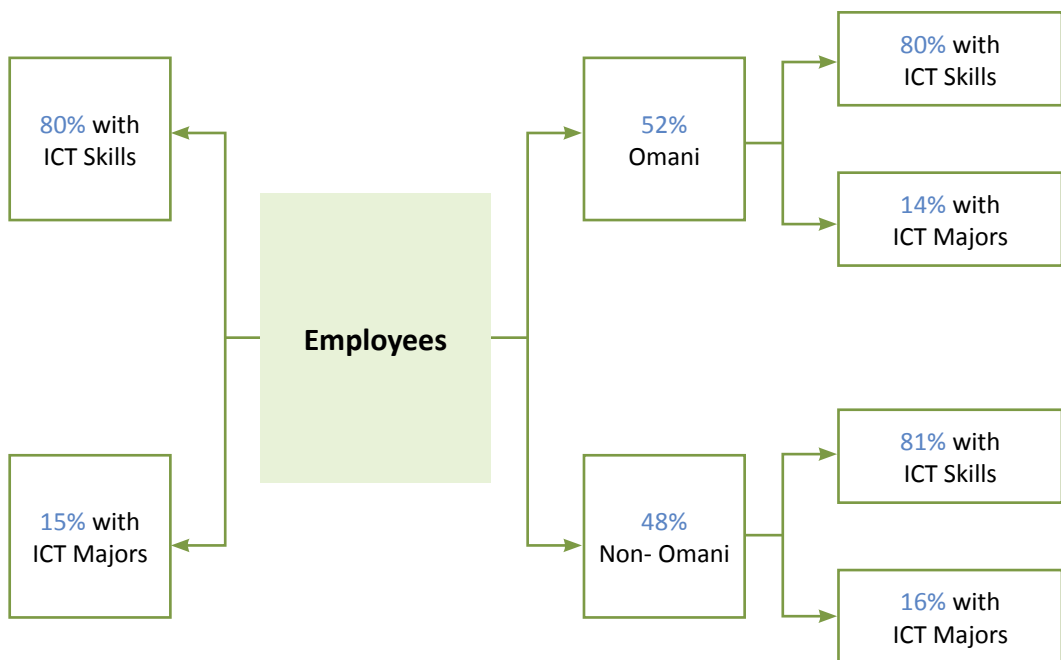 80% with
ICT Skills
15% with
ICT Majors
Employees
52%
Omani
80% with
ICT Skills
14% with
ICT Majors
48%
Non- Omani
81% with
ICT Skills
16% with
ICT Majors